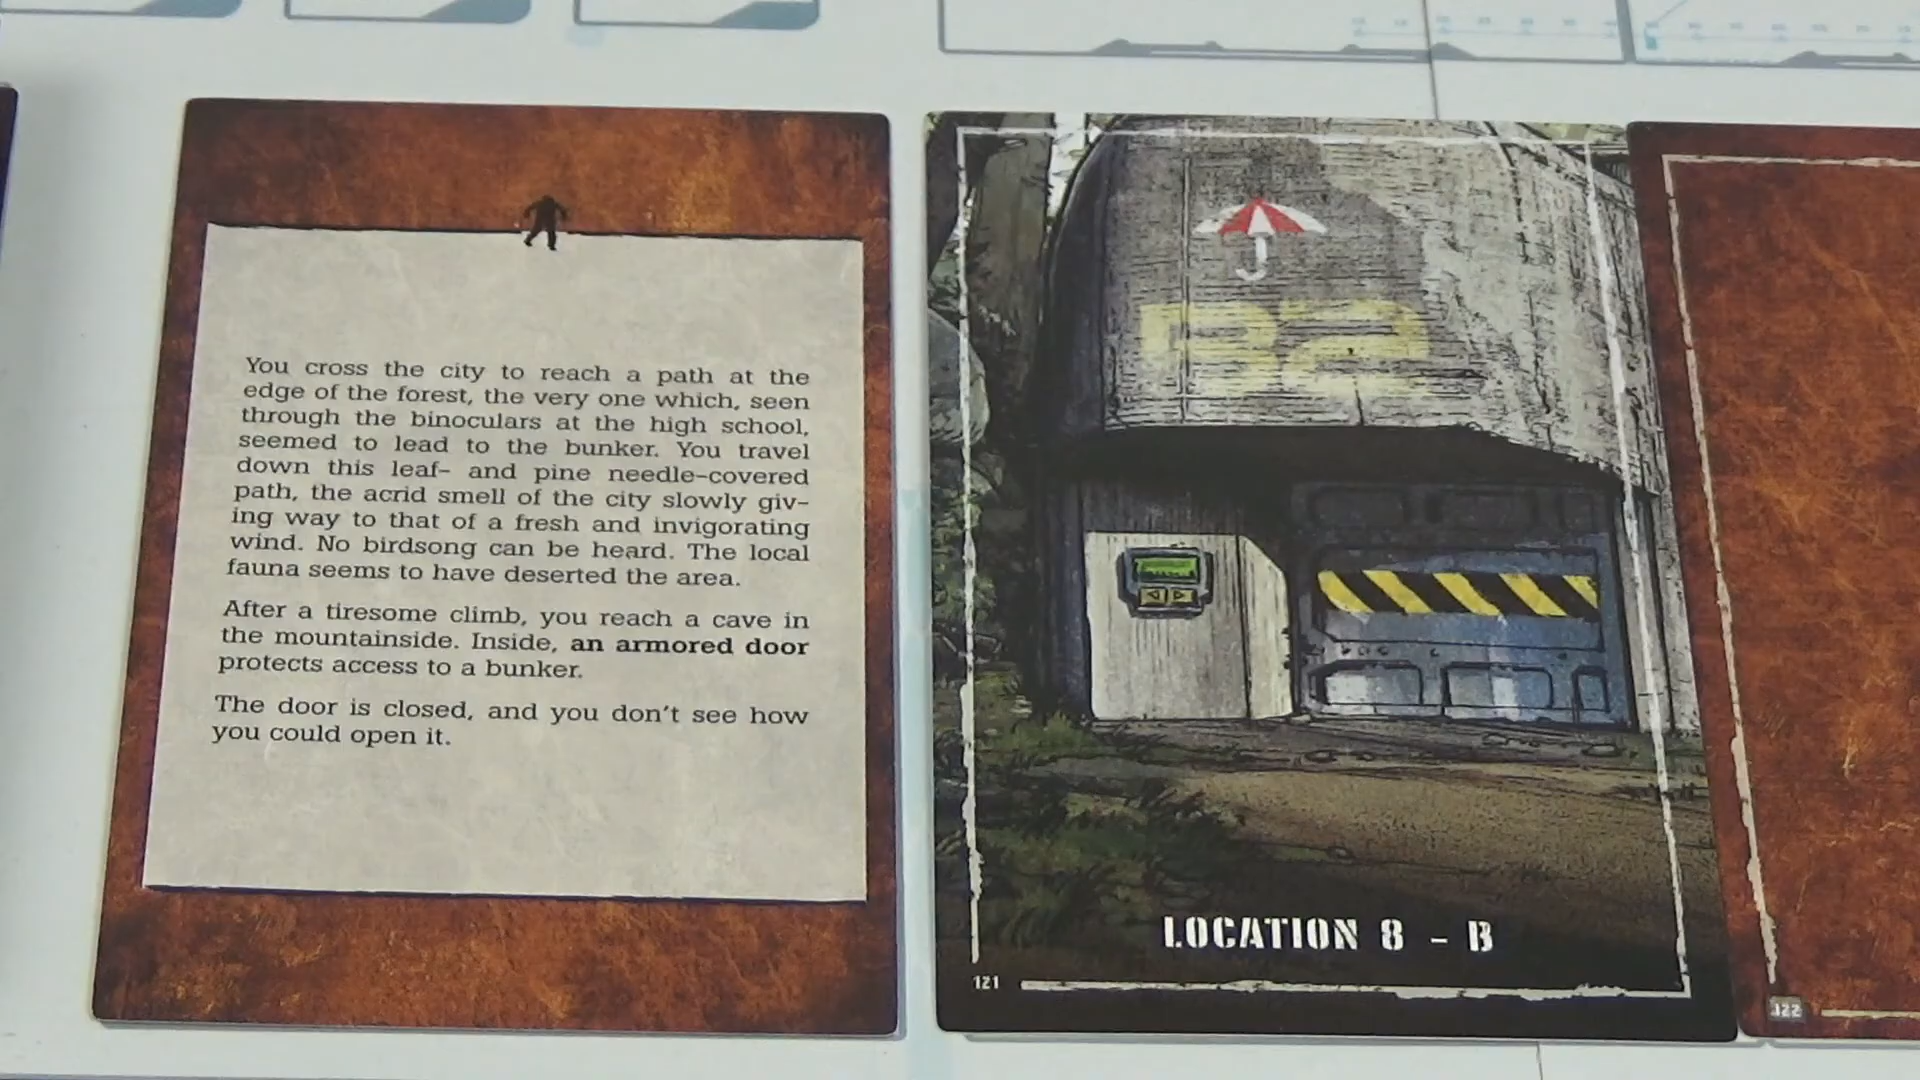 You cross the city to reach a path at the
edge of the forest, the very one which, seen
through the binoculars at the high school,
seemed to lead to the bunker. You travel
down this leaf- and pine needle-covered
path, the acrid smell of the city slowly giv-
ing way to that of a fresh and invigorating
wind. No birdsong can be heard. The local
fauna seems to have deserted the area.
After a tiresome climb, you reach a cave in
the mountainside. Inside, an armored door
protects access to a bunker.
The door is closed, and you don't see how
you could open it.
B2
LOCATION 8 - B
121
122